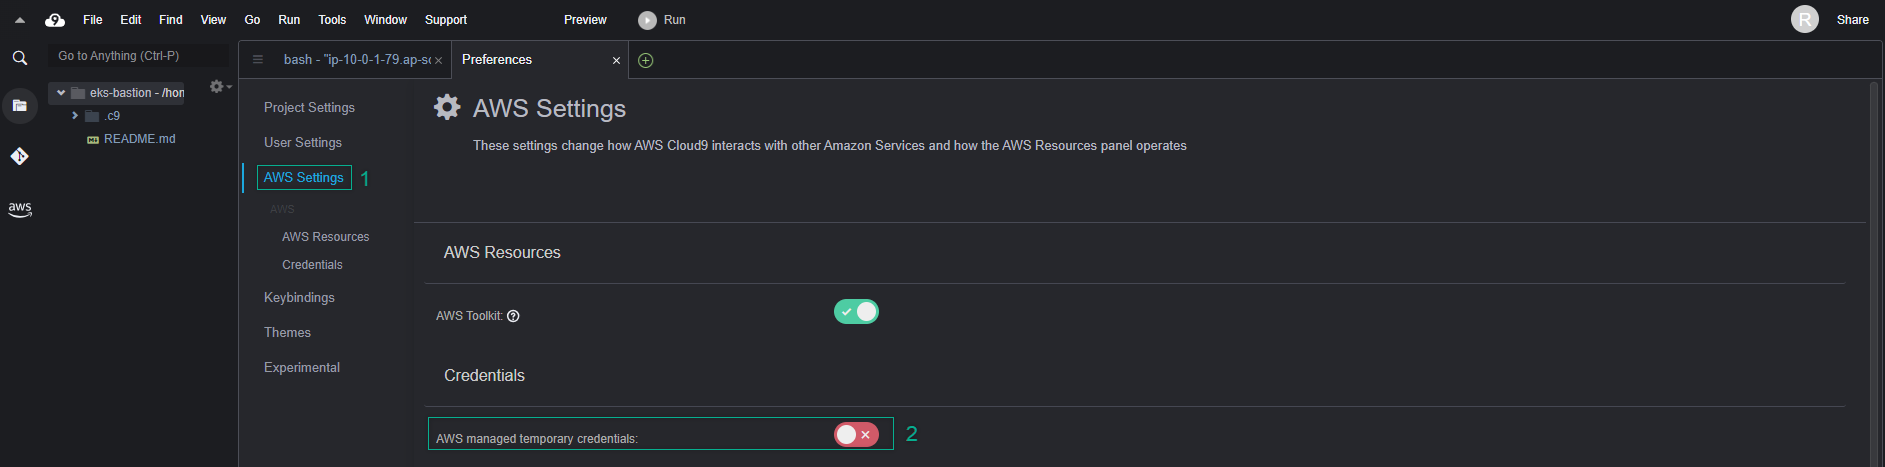 9 File Edit Find View Go Run Tools Window Support Preview Run R Share
Go to Anything (Ctrl-P)
eks-bastion - /hon
.c9
README.md
aws
bash - "ip-10-0-1-79.ap-sc
Preferences
Project Settings
User Settings
AWS Settings 1
AWS
AWS Resources
Credentials
Keybindings
Themes
Experimental
AWS Settings
These settings change how AWS Cloud9 interacts with other Amazon Services and how the AWS Resources panel operates
AWS Resources
AWS Toolkit: ?
Credentials
AWS managed temporary credentials: 2